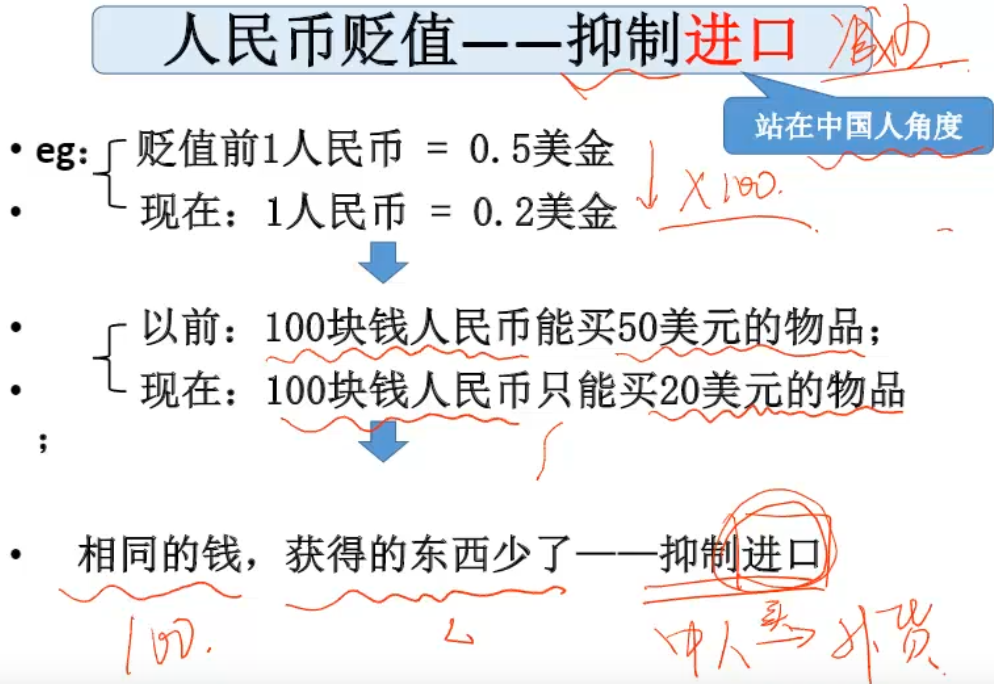 人民币贬值——抑制进口 减少
站在中国人角度
• eg：贬值前1人民币 = 0.5美金
• 现在：1人民币 = 0.2美金
×100.
• 以前：100块钱人民币能买50美元的物品；
• 现在：100块钱人民币只能买20美元的物品
；
• 相同的钱，获得的东西少了——抑制进口
100.
中人 买 外货